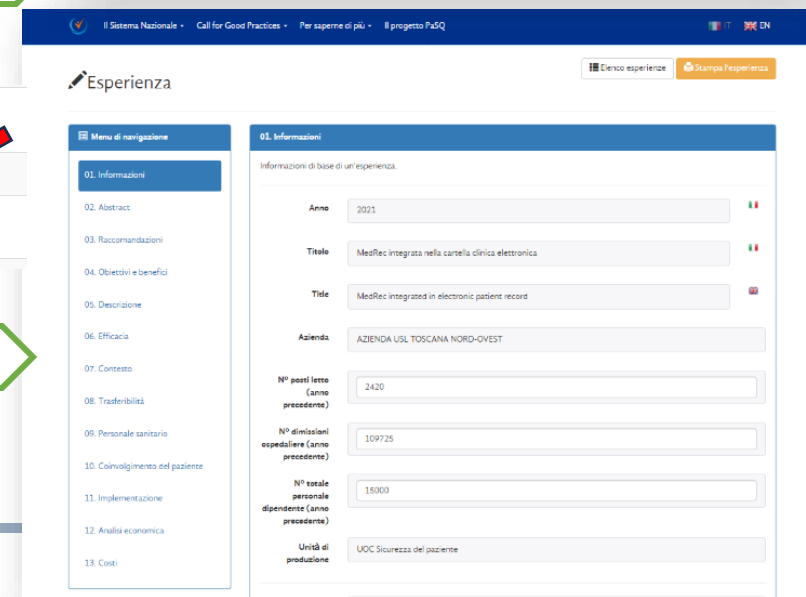 Il Sistema Nazionale Call for Good Practices Per saperne di più Il progetto PaSQ IT EN
Esperienza
Elenco esperienze Stampa l'esperienza
Menu di navigazione
01. Informazioni
02. Abstract
03. Raccomandazioni
04. Obiettivi e benefici
05. Descrizione
06. Efficacia
07. Contesto
08. Trasferibilità
09. Personale sanitario
10. Coinvolgimento del paziente
11. Implementazione
12. Analisi economica
13. Costi
01. Informazioni
Informazioni di base di un'esperienza.
Anno 2021
Titolo MedRec integrata nella cartella clinica elettronica
Title MedRec integrated in electronic patient record
Azienda AZIENDA USL TOSCANA NORD-OVEST
Nº posti letto
(anno
precedente)
2420
Nº dimissioni
ospedaliere (anno
precedente)
109725
Nº totale
personale
dipendente (anno
precedente)
15000
Unità di
produzione
UOC Sicurezza del paziente